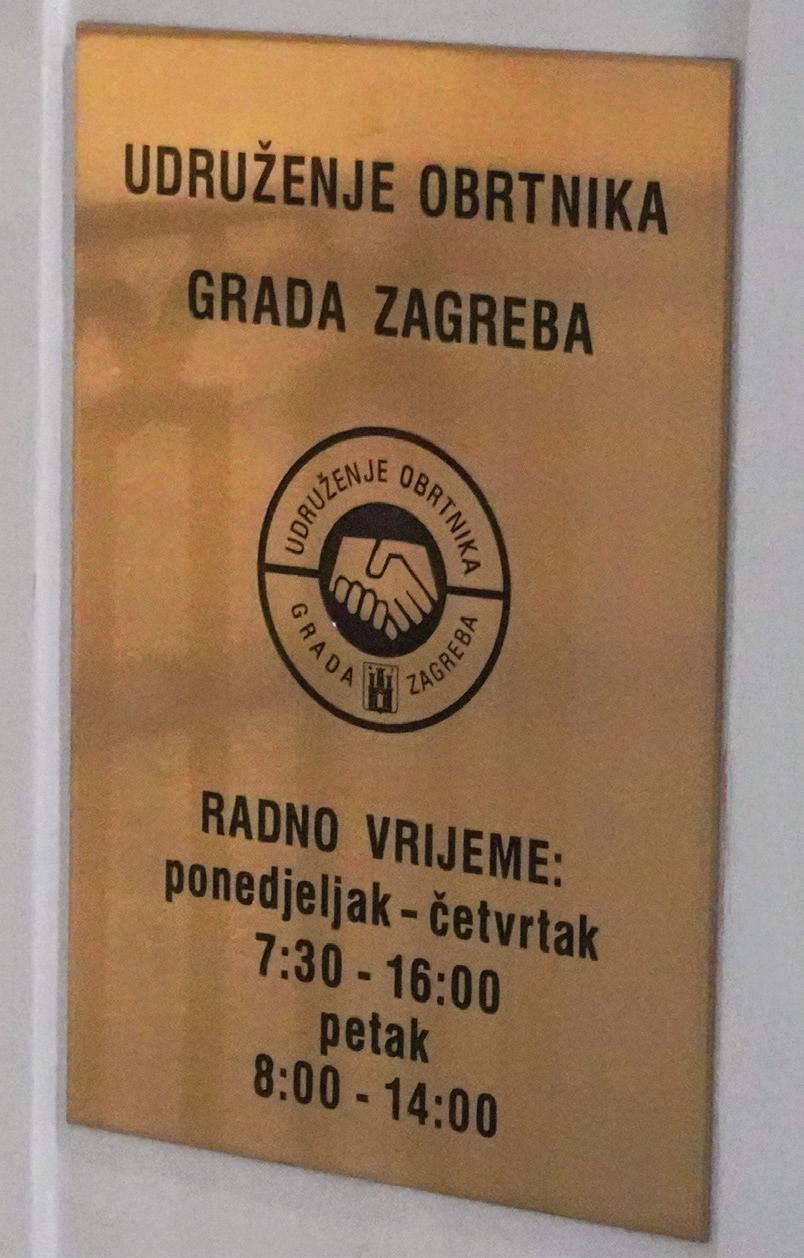 UDRUŽENJE OBRTNIKA
GRADA ZAGREBA
UDRUŽENJE OBRTNIKA
GRADA ZAGREBA
RADNO VRIJEME:
ponedjeljak - četvrtak
7:30 - 16:00
petak
8:00 - 14:00